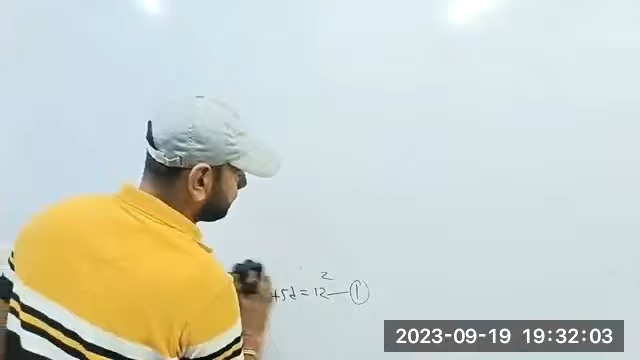 2
+5d = 12 — ①
2023-09-19 19:32:03